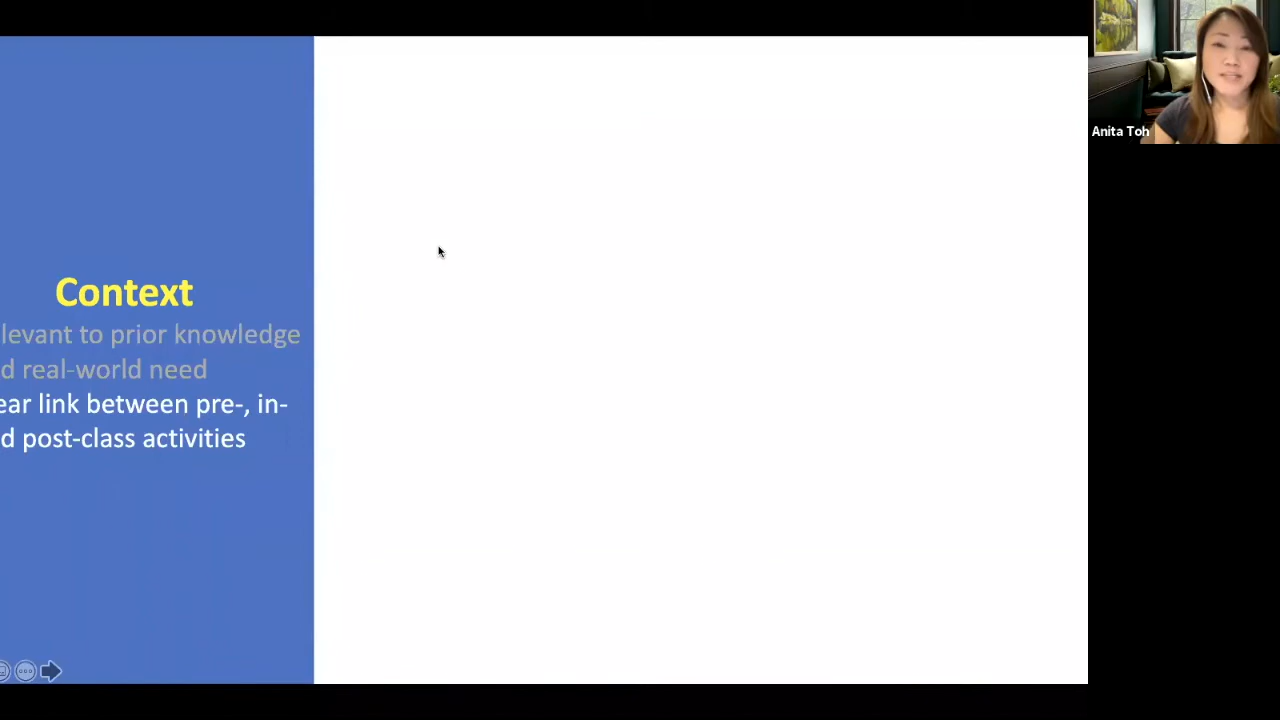 Context
levant to prior knowledge
d real-world need
ear link between pre-, in-
d post-class activities
Anita Toh